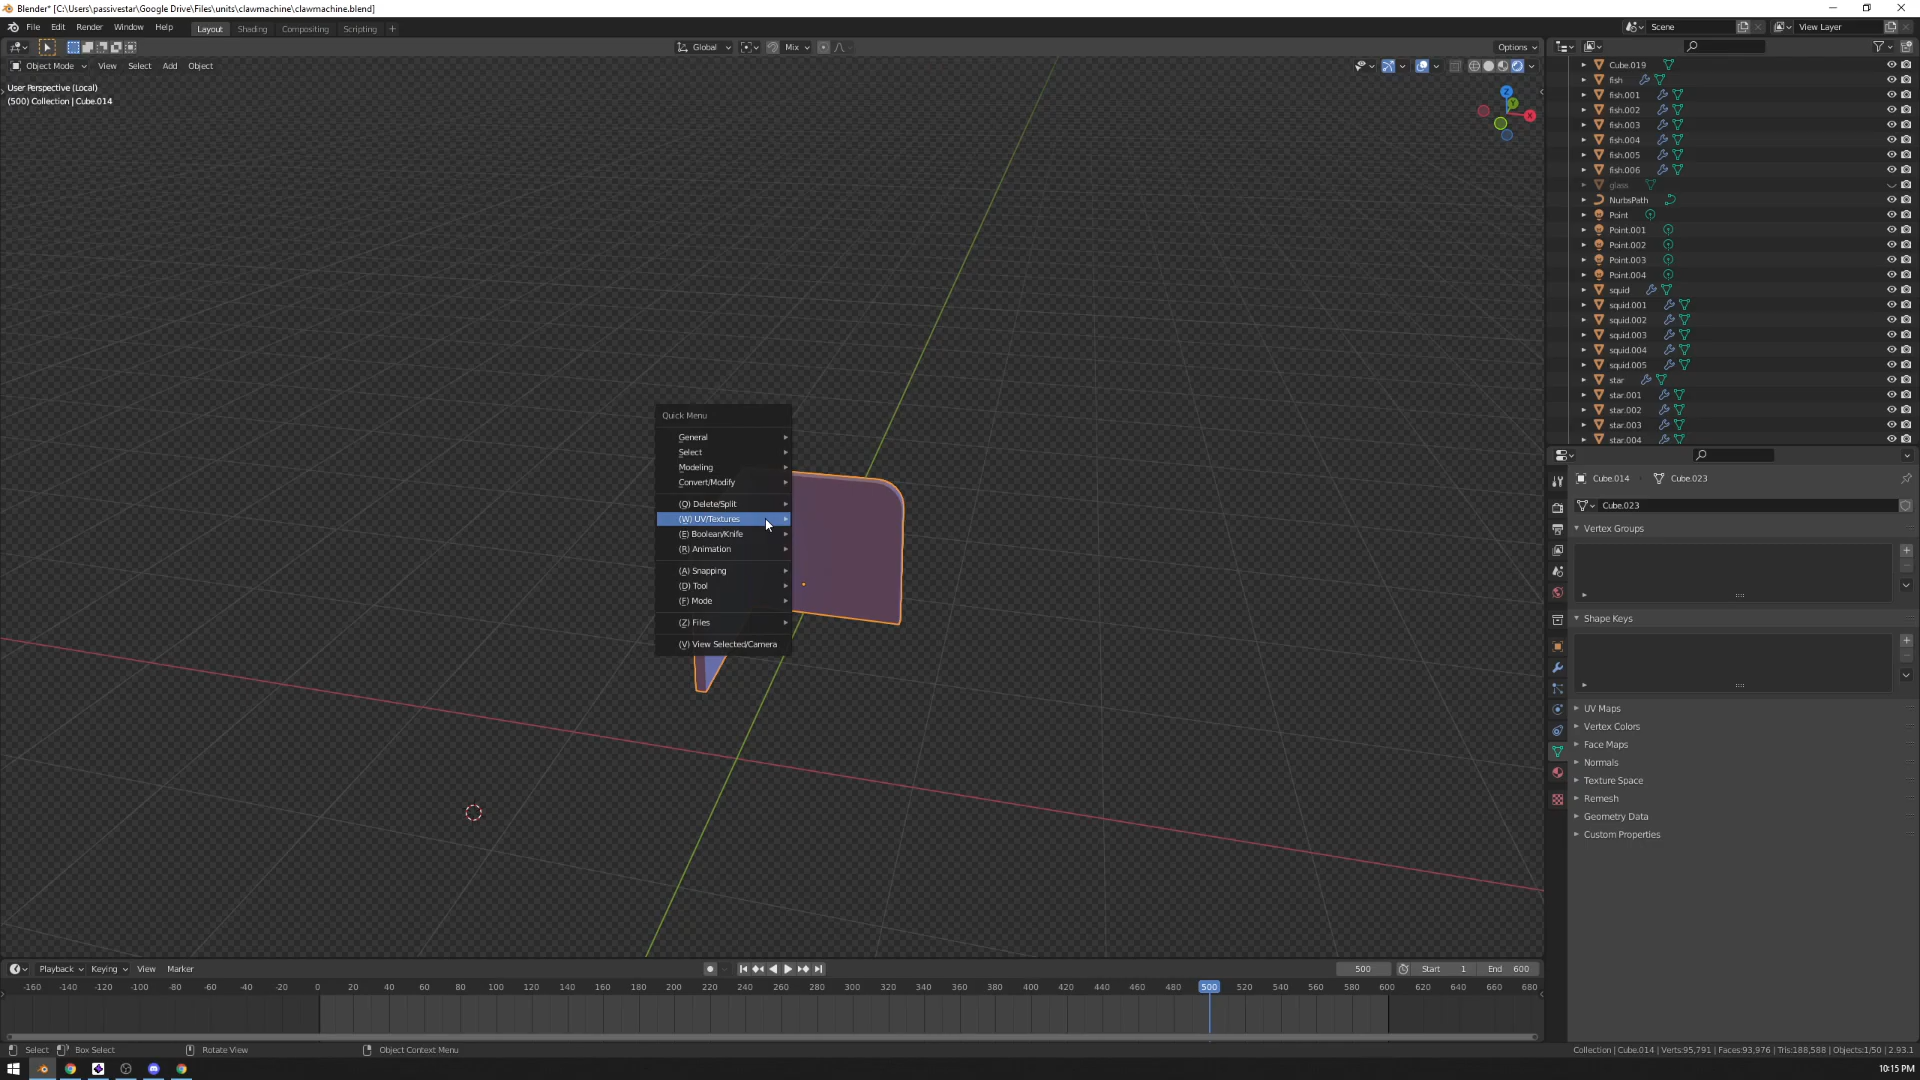 Blender* [C:\Users\passivestar\Google Drive\Files\units\clawmachine\clawmachine.blend]
File Edit Render Window Help Layout Shading Compositing Scripting + Scene View Layer
Global Mix Options
Object Mode View Select Add Object
User Perspective (Local)
(500) Collection | Cube.014
Z
Y
X
Cube.019
fish
fish.001
fish.002
fish.003
fish.004
fish.005
fish.006
glass
NurbsPath
Point
Point.001
Point.002
Point.003
Point.004
squid
squid.001
squid.002
squid.003
squid.004
squid.005
star
star.001
star.002
star.003
star.004
Quick Menu
General
Select
Modeling
Convert/Modify
(Q) Delete/Split
(W) UV/Textures
(E) Boolean/Knife
(R) Animation
(A) Snapping
(D) Tool
(F) Mode
(Z) Files
(V) View Selected/Camera
Cube.014 Cube.023
Cube.023
Vertex Groups
Shape Keys
UV Maps
Vertex Colors
Face Maps
Normals
Texture Space
Remesh
Geometry Data
Custom Properties
Playback Keying View Marker 500 Start 1 End 600
-160 -140 -120 -100 -80 -60 -40 -20 0 20 40 60 80 100 120 140 160 180 200 220 240 260 280 300 320 340 360 380 400 420 440 460 480 500 520 540 560 580 600 620 640 660 680
Select Box Select Rotate View Object Context Menu Collection | Cube.014 | Verts:95,791 | Faces:93,976 | Tris:188,588 | Objects:1/50 | 2.93.1
10:15 PM